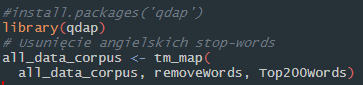 #install.packages('qdap')
library(qdap)
# Usunięcie angielskich stop-words
all_data_corpus <- tm_map(
  all_data_corpus, removeWords, Top200Words)